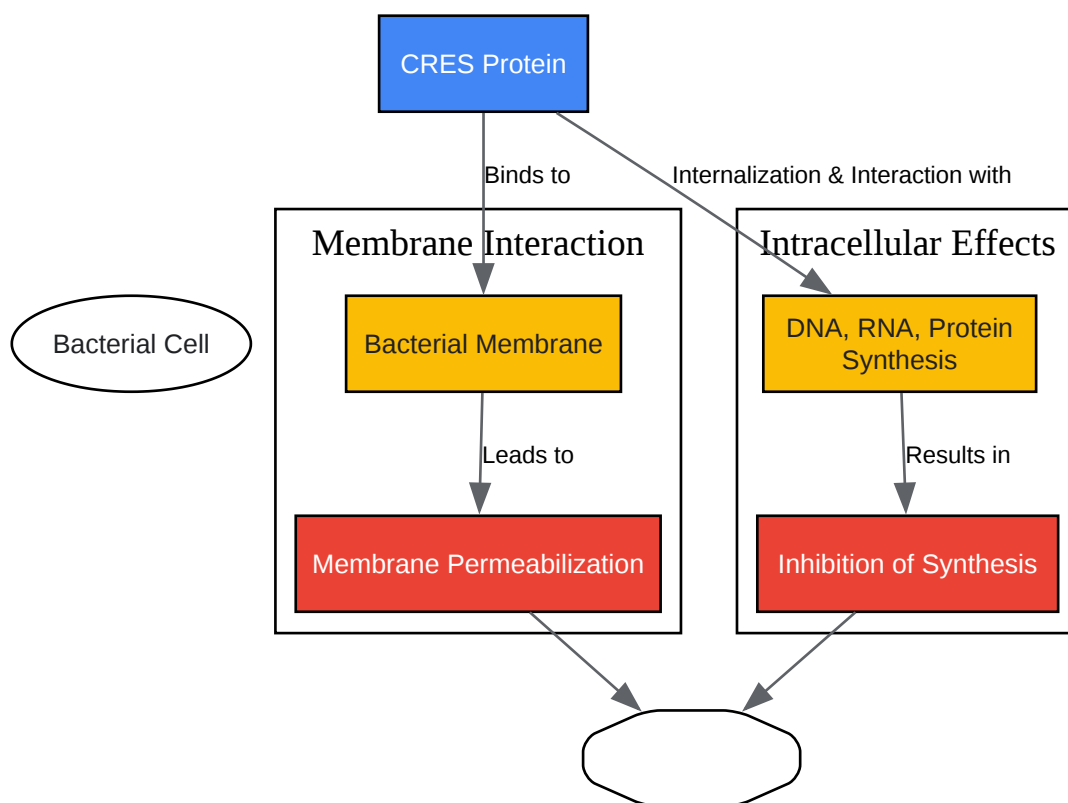 CRES Protein
Binds to
Internalization & Interaction with
Membrane Interaction
Intracellular Effects
Bacterial Cell
Bacterial Membrane
DNA, RNA, Protein
Synthesis
Leads to
Results in
Membrane Permeabilization
Inhibition of Synthesis